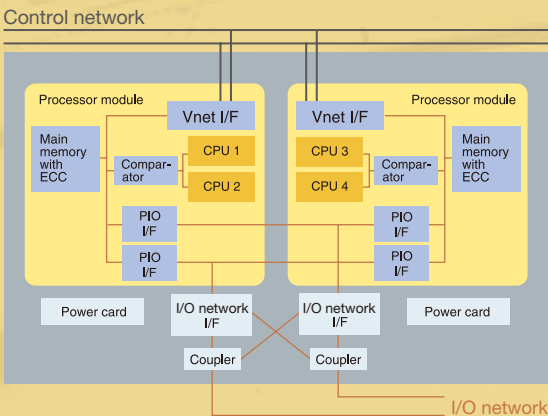 Control network
Processor module
Processor module
Vnet I/F
Vnet I/F
Main
memory
with
ECC
Compar-
ator
CPU 1
CPU 2
CPU 3
CPU 4
Compar-
ator
Main
memory
with
ECC
PIO
I/F
PIO
I/F
PIO
I/F
PIO
I/F
Power card
I/O network
I/F
I/O network
I/F
Power card
Coupler
Coupler
I/O network